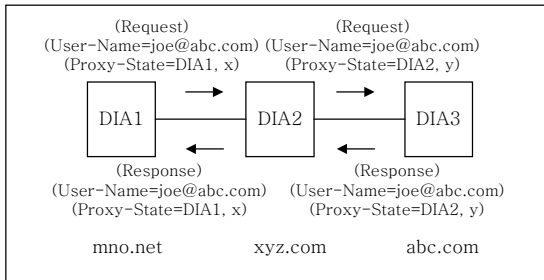 (Request) (Request)
(User-Name=joe@abc.com) (User-Name=joe@abc.com)
(Proxy-State=DIA1, x) (Proxy-State=DIA2, y)
DIA1 DIA2 DIA3
(Response) (Response)
(User-Name=joe@abc.com) (User-Name=joe@abc.com)
(Proxy-State=DIA1, x) (Proxy-State=DIA2, y)
mno.net xyz.com abc.com